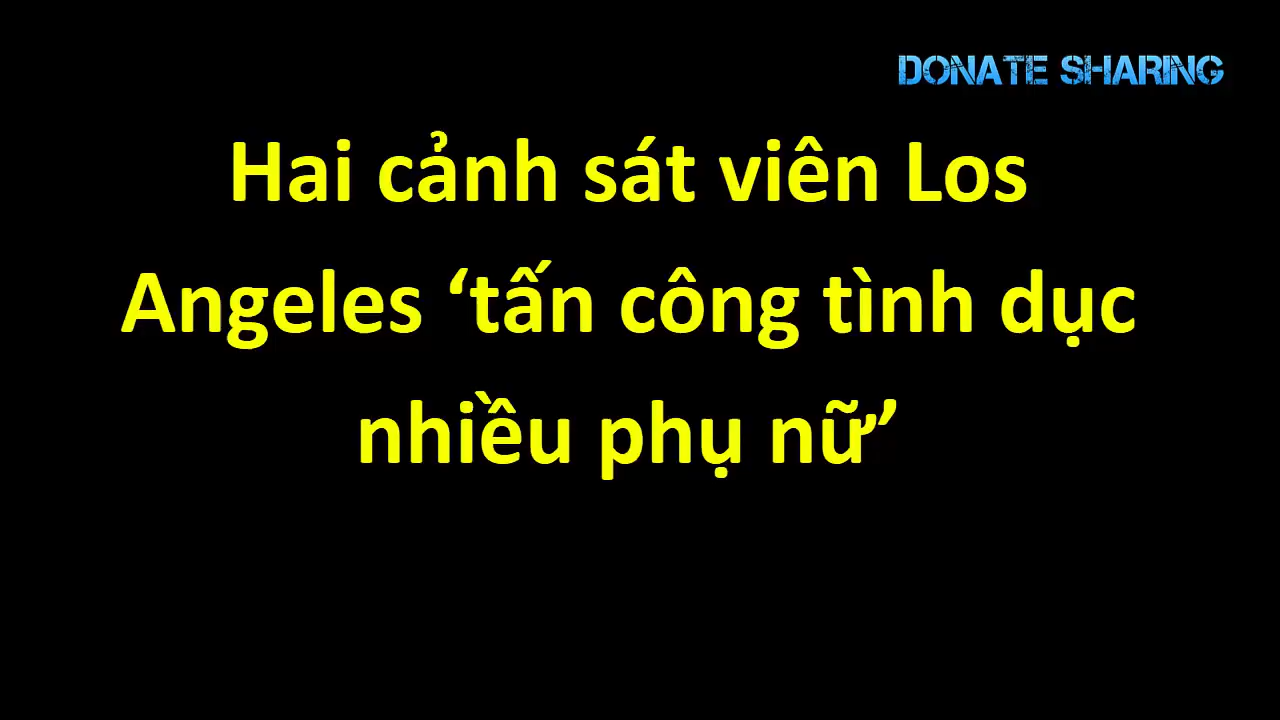 DONATE SHARING
Hai cảnh sát viên Los
Angeles ‘tấn công tình dục
nhiều phụ nữ’